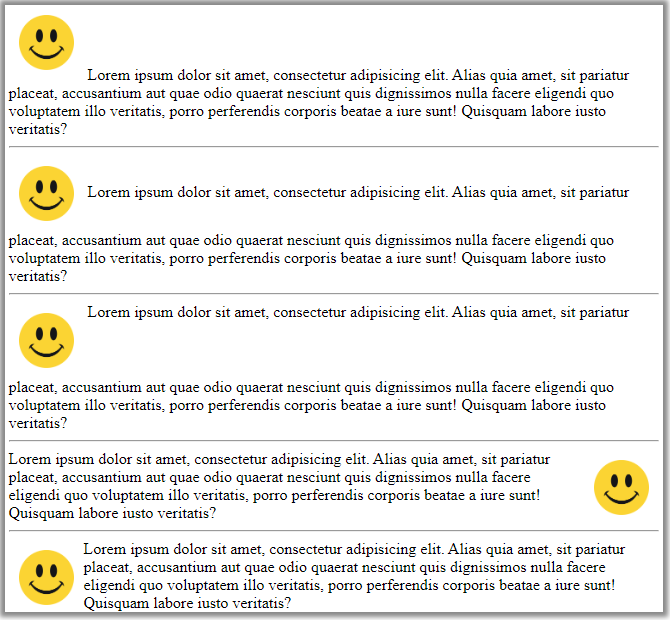 Lorem ipsum dolor sit amet, consectetur adipisicing elit. Alias quia amet, sit pariatur
placeat, accusantium aut quae odio quaerat nesciunt quis dignissimos nulla facere eligendi quo
voluptatem illo veritatis, porro perferendis corporis beatae a iure sunt! Quisquam labore iusto
veritatis?
Lorem ipsum dolor sit amet, consectetur adipisicing elit. Alias quia amet, sit pariatur
placeat, accusantium aut quae odio quaerat nesciunt quis dignissimos nulla facere eligendi quo
voluptatem illo veritatis, porro perferendis corporis beatae a iure sunt! Quisquam labore iusto
veritatis?
Lorem ipsum dolor sit amet, consectetur adipisicing elit. Alias quia amet, sit pariatur
placeat, accusantium aut quae odio quaerat nesciunt quis dignissimos nulla facere eligendi quo
voluptatem illo veritatis, porro perferendis corporis beatae a iure sunt! Quisquam labore iusto
veritatis?
Lorem ipsum dolor sit amet, consectetur adipisicing elit. Alias quia amet, sit pariatur
placeat, accusantium aut quae odio quaerat nesciunt quis dignissimos nulla facere
eligendi quo voluptatem illo veritatis, porro perferendis corporis beatae a iure sunt!
Quisquam labore iusto veritatis?
Lorem ipsum dolor sit amet, consectetur adipisicing elit. Alias quia amet, sit pariatur
placeat, accusantium aut quae odio quaerat nesciunt quis dignissimos nulla facere
eligendi quo voluptatem illo veritatis, porro perferendis corporis beatae a iure sunt!
Quisquam labore iusto veritatis?